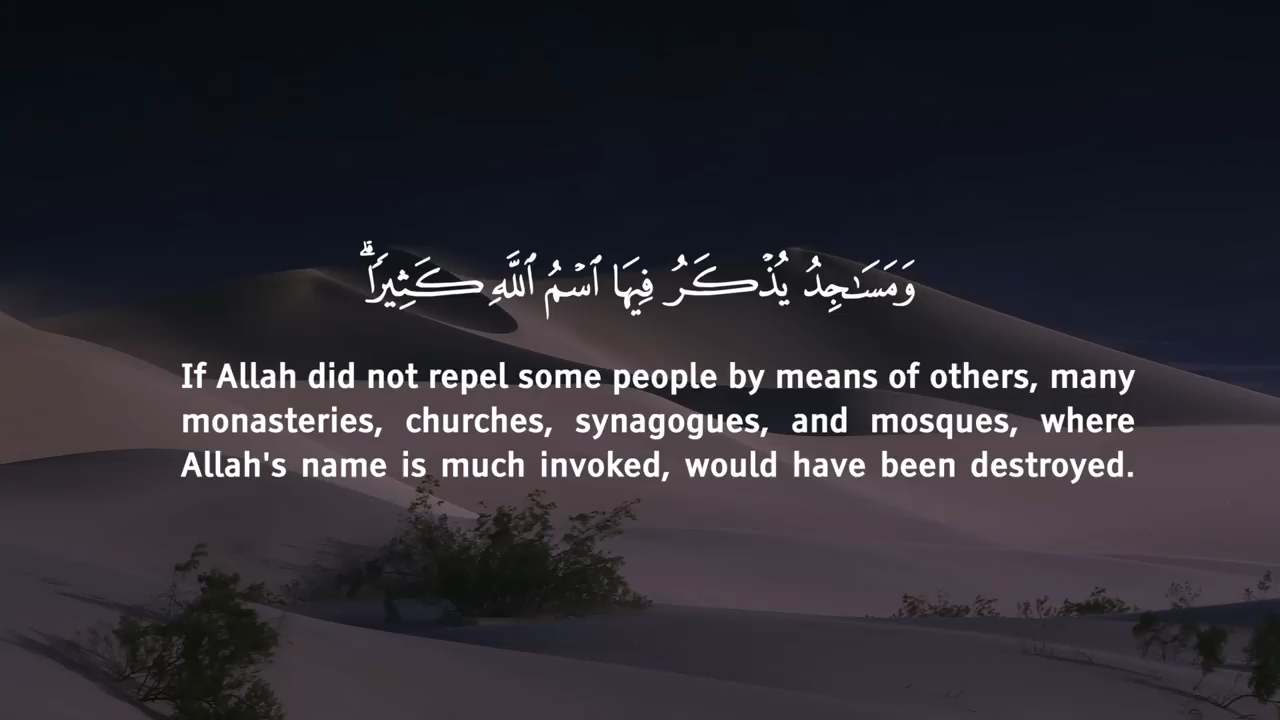 وَمَسَـٰجِدُ يُذْكَرُ فِيهَا ٱسْمُ ٱللَّهِ كَثِيرًاۗ
If Allah did not repel some people by means of others, many
monasteries, churches, synagogues, and mosques, where
Allah's name is much invoked, would have been destroyed.